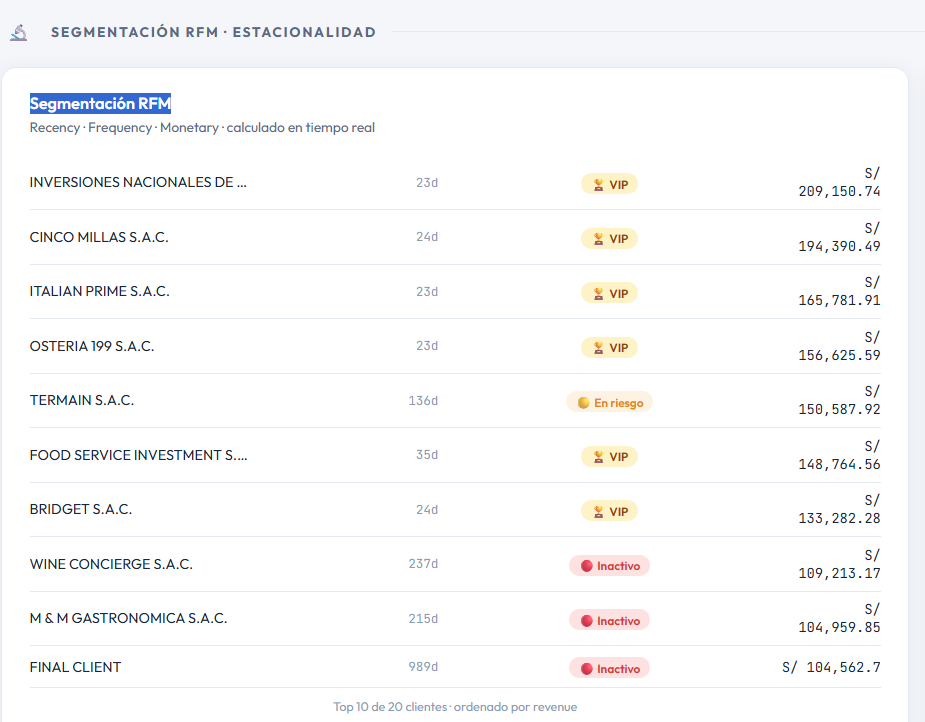 SEGMENTACIÓN RFM · ESTACIONALIDAD
Segmentación RFM
Recency · Frequency · Monetary · calculado en tiempo real
INVERSIONES NACIONALES DE ... 23d VIP S/ 209,150.74
CINCO MILLAS S.A.C. 24d VIP S/ 194,390.49
ITALIAN PRIME S.A.C. 23d VIP S/ 165,781.91
OSTERIA 199 S.A.C. 23d VIP S/ 156,625.59
TERMAIN S.A.C. 136d En riesgo S/ 150,587.92
FOOD SERVICE INVESTMENT S.... 35d VIP S/ 148,764.56
BRIDGET S.A.C. 24d VIP S/ 133,282.28
WINE CONCIERGE S.A.C. 237d Inactivo S/ 109,213.17
M & M GASTRONOMICA S.A.C. 215d Inactivo S/ 104,959.85
FINAL CLIENT 989d Inactivo S/ 104,562.7
Top 10 de 20 clientes · ordenado por revenue